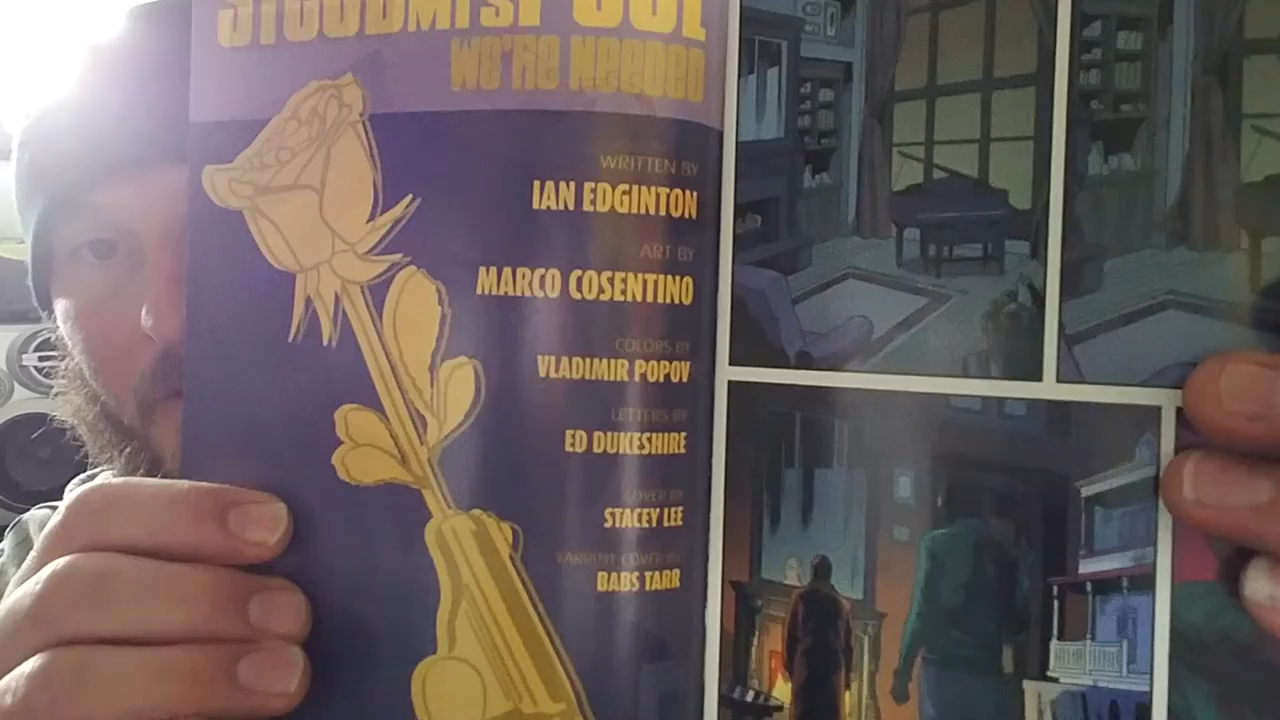 WE'RE NEEDED
WRITTEN BY
IAN EDGINTON
ART BY
MARCO COSENTINO
COLORS BY
VLADIMIR POPOV
LETTERS BY
ED DUKESHIRE
COVER BY
STACEY LEE
VARIANT COVER BY
BABS TARR